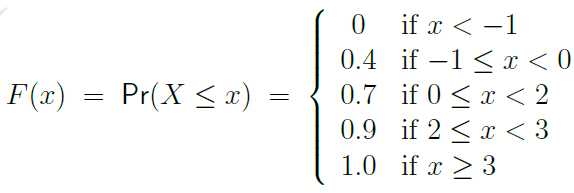 0 if x < −1
0.4 if −1 ≤ x < 0
F(x) = Pr(X ≤ x) = { 0.7 if 0 ≤ x < 2
0.9 if 2 ≤ x < 3
1.0 if x ≥ 3